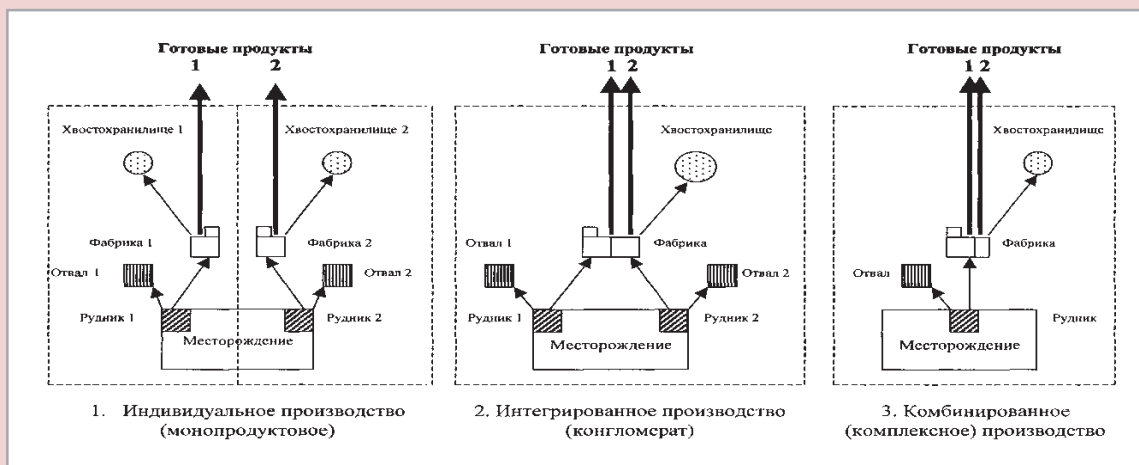 Готовые продукты
1 2
Хвостохранилище 1
Хвостохранилище 2
Фабрика 1
Фабрика 2
Отвал 1
Отвал 2
Рудник 1
Рудник 2
Месторождение
1. Индивидуальное производство
(монопродуктовое)
Готовые продукты
1 2
Хвостохранилище
Отвал 1
Фабрика
Отвал 2
Рудник 1
Рудник 2
Месторождение
2. Интегрированное производство
(конгломерат)
Готовые продукты
1 2
Хвостохранилище
Фабрика
Отвал
Рудник
Месторождение
3. Комбинированное
(комплексное) производство